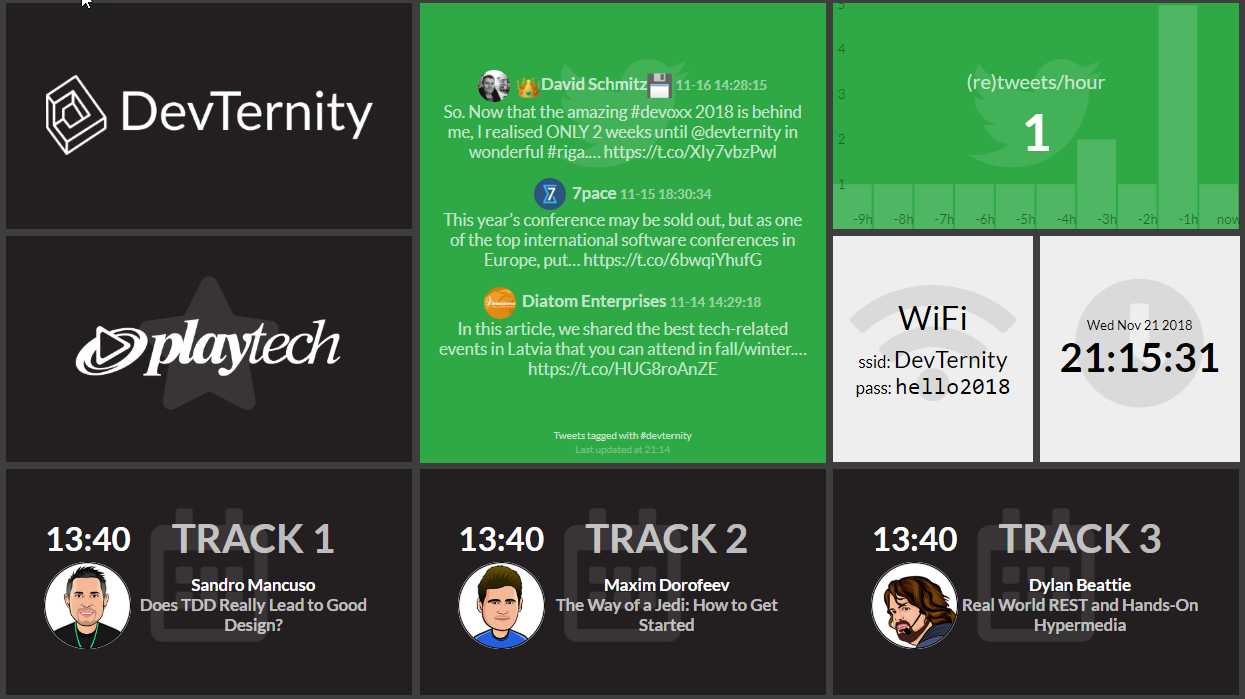 DevTernity
David Schmitz 11-16 14:28:15
So. Now that the amazing #devoxx 2018 is behind
me, I realised ONLY 2 weeks until @devternity in
wonderful #riga.… https://t.co/XIy7vbzPwl
7 7pace 11-15 18:30:34
This year’s conference may be sold out, but as one
of the top international software conferences in
Europe, put… https://t.co/6bwqiYhufG
Diatom Enterprises 11-14 14:29:18
In this article, we shared the best tech-related
events in Latvia that you can attend in fall/winter.…
https://t.co/HUG8roAnZE
Tweets tagged with #devternity
Last updated at 21:14
(re)tweets/hour
1
5
4
3
2
1
-9h -8h -7h -6h -5h -4h -3h -2h -1h now
playtech
WiFi
ssid: DevTernity
pass: hello2018
Wed Nov 21 2018
21:15:31
13:40 TRACK 1
Sandro Mancuso
Does TDD Really Lead to Good
Design?
13:40 TRACK 2
Maxim Dorofeev
The Way of a Jedi: How to Get
Started
13:40 TRACK 3
Dylan Beattie
Real World REST and Hands-On
Hypermedia